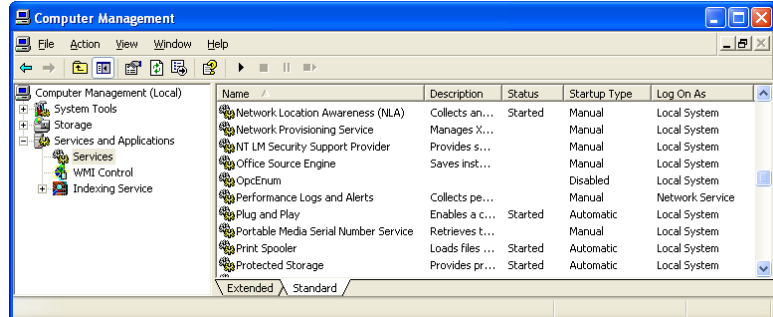 Computer Management
File Action View Window Help
Computer Management (Local)
System Tools
Storage
Services and Applications
Services
WMI Control
Indexing Service
Name Description Status Startup Type Log On As
Network Location Awareness (NLA) Collects an... Started Manual Local System
Network Provisioning Service Manages X... Manual Local System
NT LM Security Support Provider Provides s... Manual Local System
Office Source Engine Saves inst... Manual Local System
OpcEnum Disabled Local System
Performance Logs and Alerts Collects pe... Manual Network Service
Plug and Play Enables a c... Started Automatic Local System
Portable Media Serial Number Service Retrieves t... Manual Local System
Print Spooler Loads files ... Started Automatic Local System
Protected Storage Provides pr... Started Automatic Local System
Extended Standard